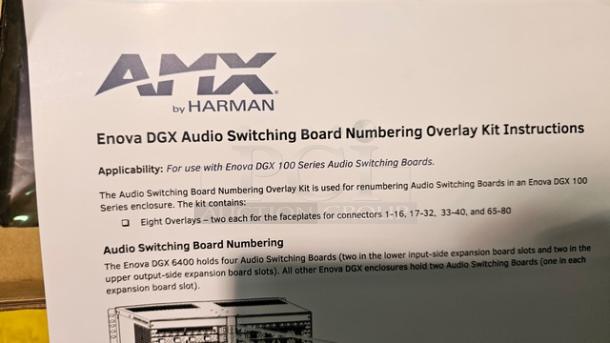 AMX
by HARMAN
Enova DGX Audio Switching Board Numbering Overlay Kit Instructions
Applicability: For use with Enova DGX 100 Series Audio Switching Boards.
The Audio Switching Board Numbering Overlay Kit is used for renumbering Audio Switching Boards in an Enova DGX 100
Series enclosure. The kit contains:
❑ Eight Overlays – two each for the faceplates for connectors 1-16, 17-32, 33-40, and 65-80
PCI
AUCTION GROUP
Audio Switching Board Numbering
The Enova DGX 6400 holds four Audio Switching Boards (two in the lower input-side expansion board slots and two in the
upper output-side expansion board slots). All other Enova DGX enclosures hold two Audio Switching Boards (one in each
expansion board slot).